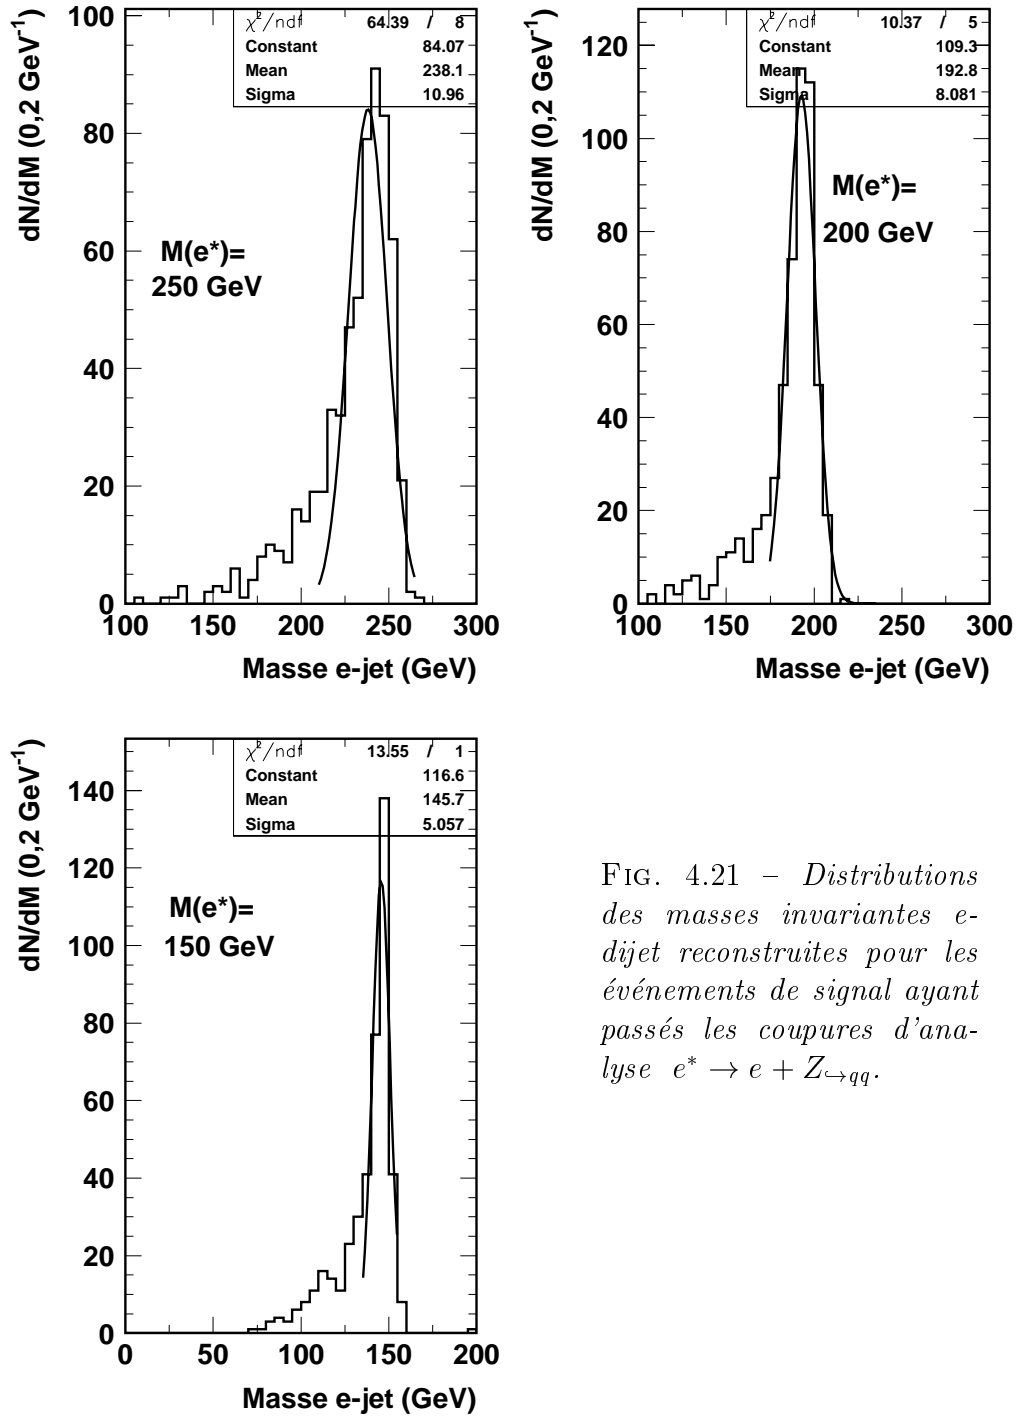 χ²/ndf 64.39 / 8
Constant 84.07
Mean 238.1
Sigma 10.96
dN/dM (0,2 GeV⁻¹)
100
80
60
40
20
0
M(e*)=
250 GeV
100 150 200 250 300
Masse e-jet (GeV)
χ²/ndf 10.37 / 5
Constant 109.3
Mean 192.8
Sigma 8.081
dN/dM (0,2 GeV⁻¹)
120
100
80
60
40
20
0
M(e*)=
200 GeV
100 150 200 250 300
Masse e-jet (GeV)
χ²/ndf 13.55 / 1
Constant 116.6
Mean 145.7
Sigma 5.057
dN/dM (0,2 GeV⁻¹)
140
120
100
80
60
40
20
0
M(e*)=
150 GeV
0 50 100 150 200
Masse e-jet (GeV)
FIG. 4.21 – Distributions
des masses invariantes e-
dijet reconstruites pour les
événements de signal ayant
passés les coupures d'ana-
lyse e* → e + Z↪qq.